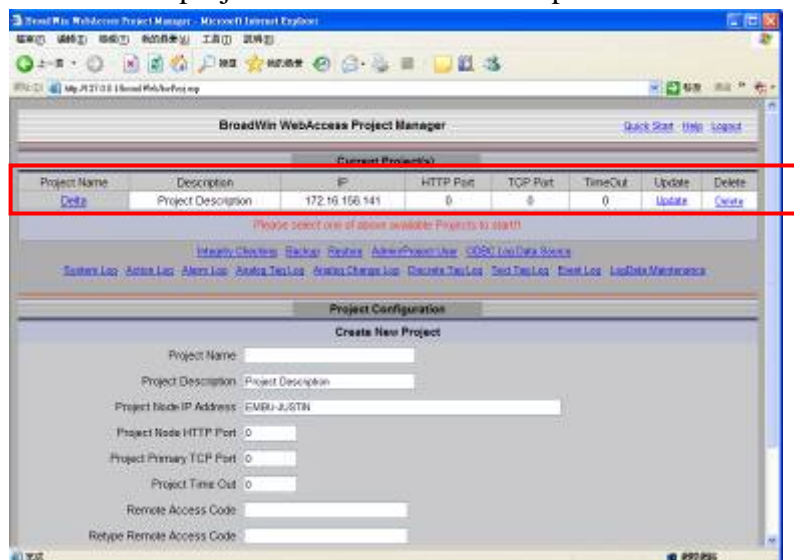 BroadWin WebAccess Project Manager - Microsoft Internet Explorer
BroadWin WebAccess Project Manager
Quick Start Help Logout
Current Project(s)
Project Name Description IP HTTP Port TCP Port TimeOut Update Delete
Delta Project Description 172.16.156.141 0 0 0 Update Delete
Please select one of above available Projects to start!!
Integrity Checking Backup Restore Admin/Power User ODBC Log Data Source
System Log Action Log Alarm Log Analog Tag Log Analog Change Log Discrete Tag Log Text Tag Log Event Log LogData Maintenance
Project Configuration
Create New Project
Project Name
Project Description Project Description
Project Node IP Address EMBU-JUSTIN
Project Node HTTP Port 0
Project Primary TCP Port 0
Project Time Out 0
Remote Access Code
Retype Remote Access Code